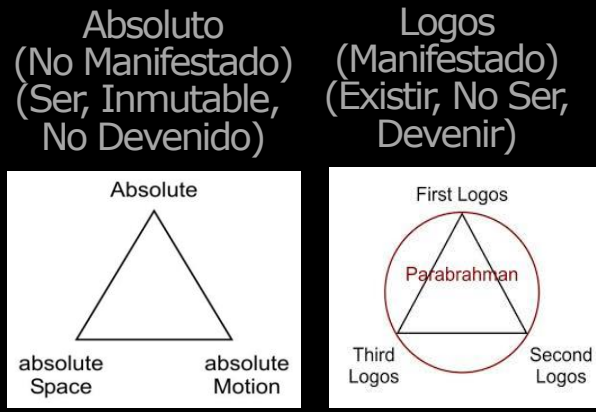 Absoluto
(No Manifestado)
(Ser, Inmutable,
No Devenido)
Logos
(Manifestado)
(Existir, No Ser,
Devenir)
Absolute
absolute
Space
absolute
Motion
First Logos
Parabrahman
Third
Logos
Second
Logos